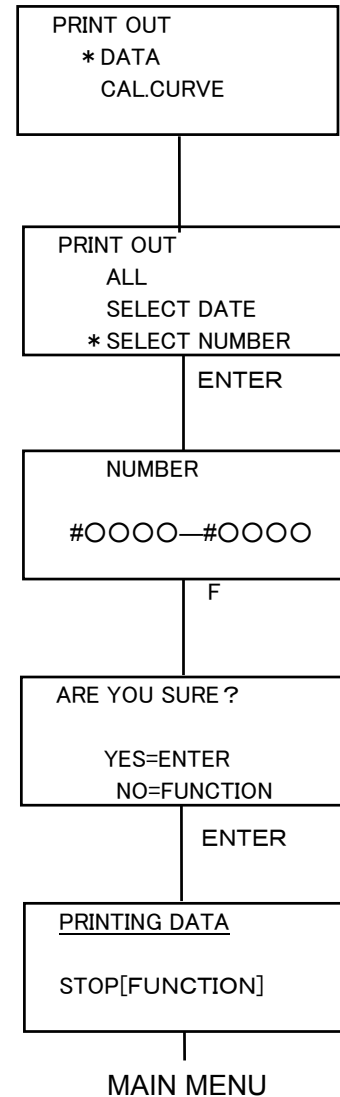 PRINT OUT
* DATA
CAL.CURVE
PRINT OUT
ALL
SELECT DATE
* SELECT NUMBER
ENTER
NUMBER
#○○○○―#○○○○
F
ARE YOU SURE？
YES=ENTER
NO=FUNCTION
ENTER
PRINTING DATA
STOP[FUNCTION]
MAIN MENU